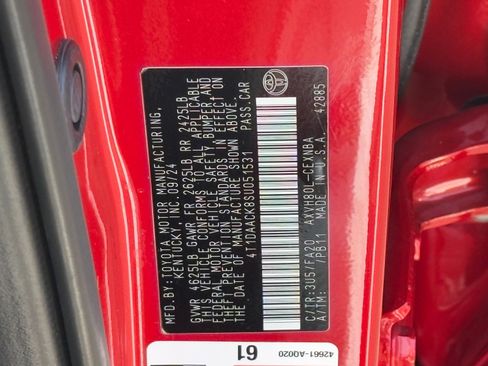 MFD.BY:TOYOTA MOTOR MANUFACTURING,
KENTUCKY, INC. 09/24
GVWR 4625LB GAWR FR 2625LB RR 2425LB
THIS VEHICLE CONFORMS TO ALL APPLICABLE
FEDERAL MOTOR VEHICLE SAFETY, BUMPER, AND
THEFT PREVENTION STANDARDS IN EFFECT ON
THE DATE OF MANUFACTURE SHOWN ABOVE.
4T1DAACK8SU051531 PASS.CAR
C/TR:3U5/FA20 AXVH80L-CEXNBA
A/TM: /PB11 MADE IN U.S.A. 42885
61
42661-AQ020